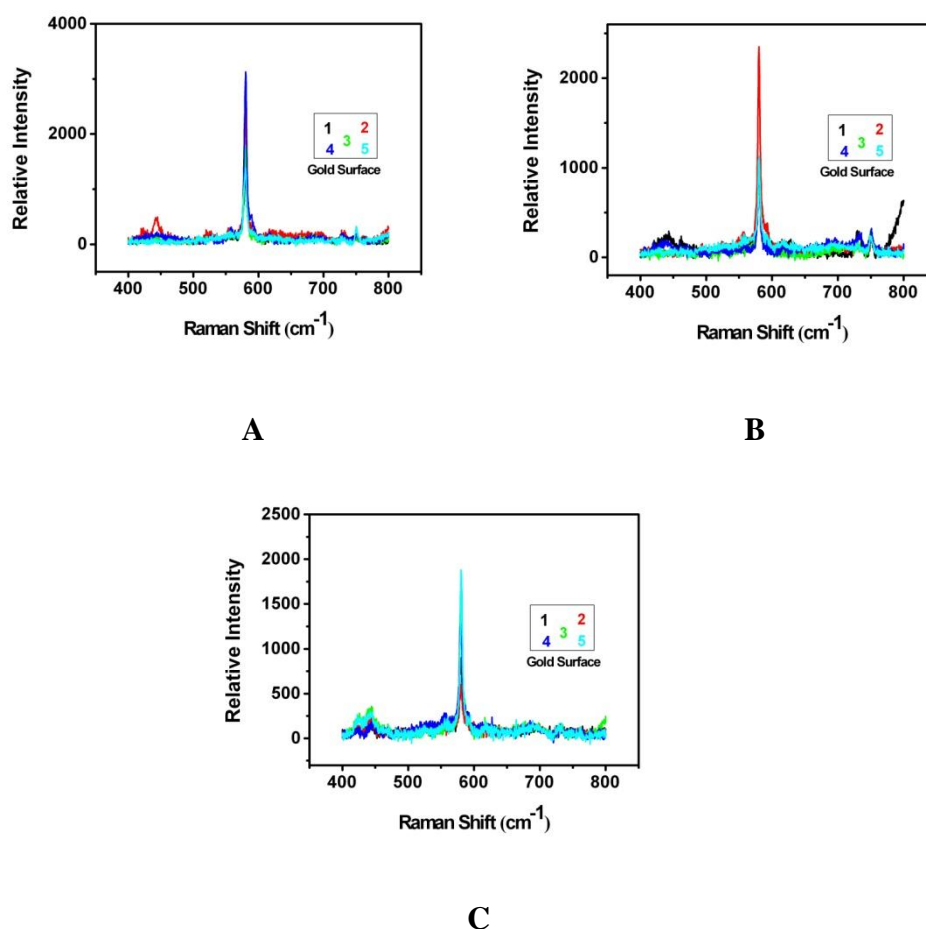 4000
2000
0
Relative Intensity
1 2
3
4 5
Gold Surface
400 500 600 700 800
Raman Shift (cm-1)
A
2000
1000
0
Relative Intensity
1 2
3
4 5
Gold Surface
400 500 600 700 800
Raman Shift (cm-1)
B
2500
2000
1500
1000
500
0
Relative Intensity
1 2
3
4 5
Gold Surface
400 500 600 700 800
Raman Shift (cm-1)
C